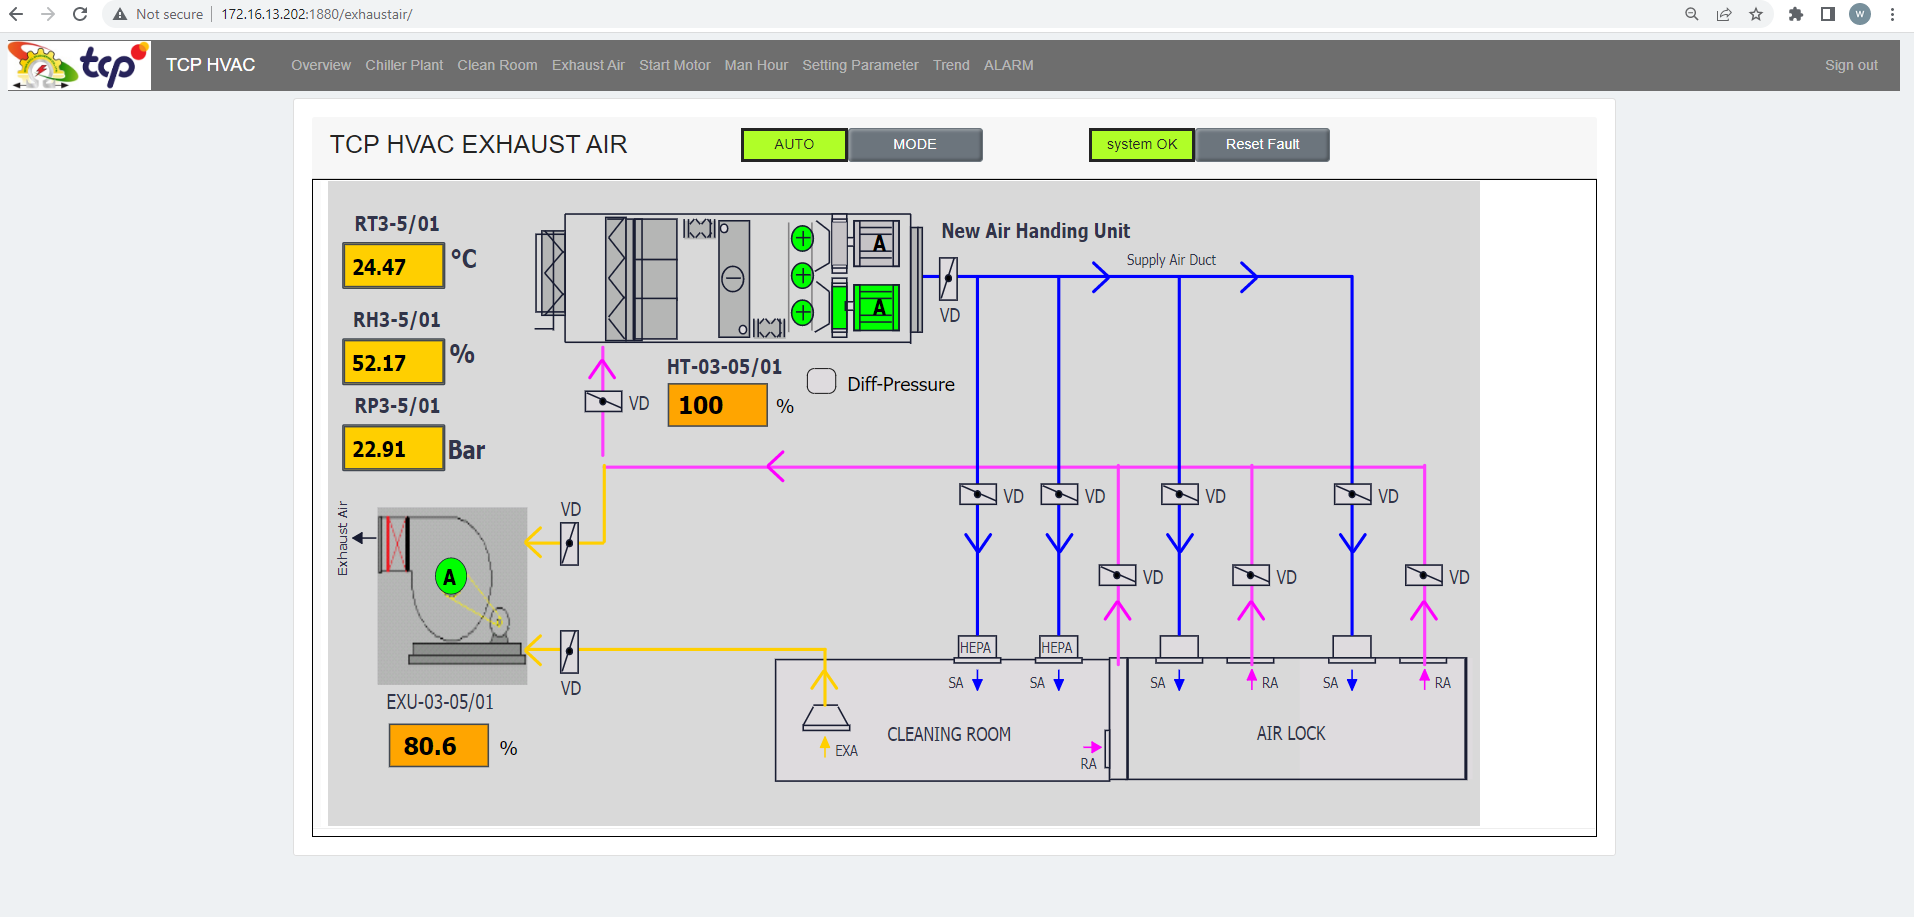 Not secure 172.16.13.202:1880/exhaustair/
W
tcp
TCP HVAC Overview Chiller Plant Clean Room Exhaust Air Start Motor Man Hour Setting Parameter Trend ALARM Sign out
TCP HVAC EXHAUST AIR AUTO MODE system OK Reset Fault
RT3-5/01
24.47 °C
RH3-5/01
52.17 %
RP3-5/01
22.91 Bar
A
A
New Air Handing Unit
Supply Air Duct
VD
HT-03-05/01
100 %
Diff-Pressure
VD
VD VD VD VD
VD
Exhaust Air
A
VD VD VD
VD
EXU-03-05/01
80.6 %
HEPA HEPA
SA SA SA RA SA RA
CLEANING ROOM
AIR LOCK
EXA
RA